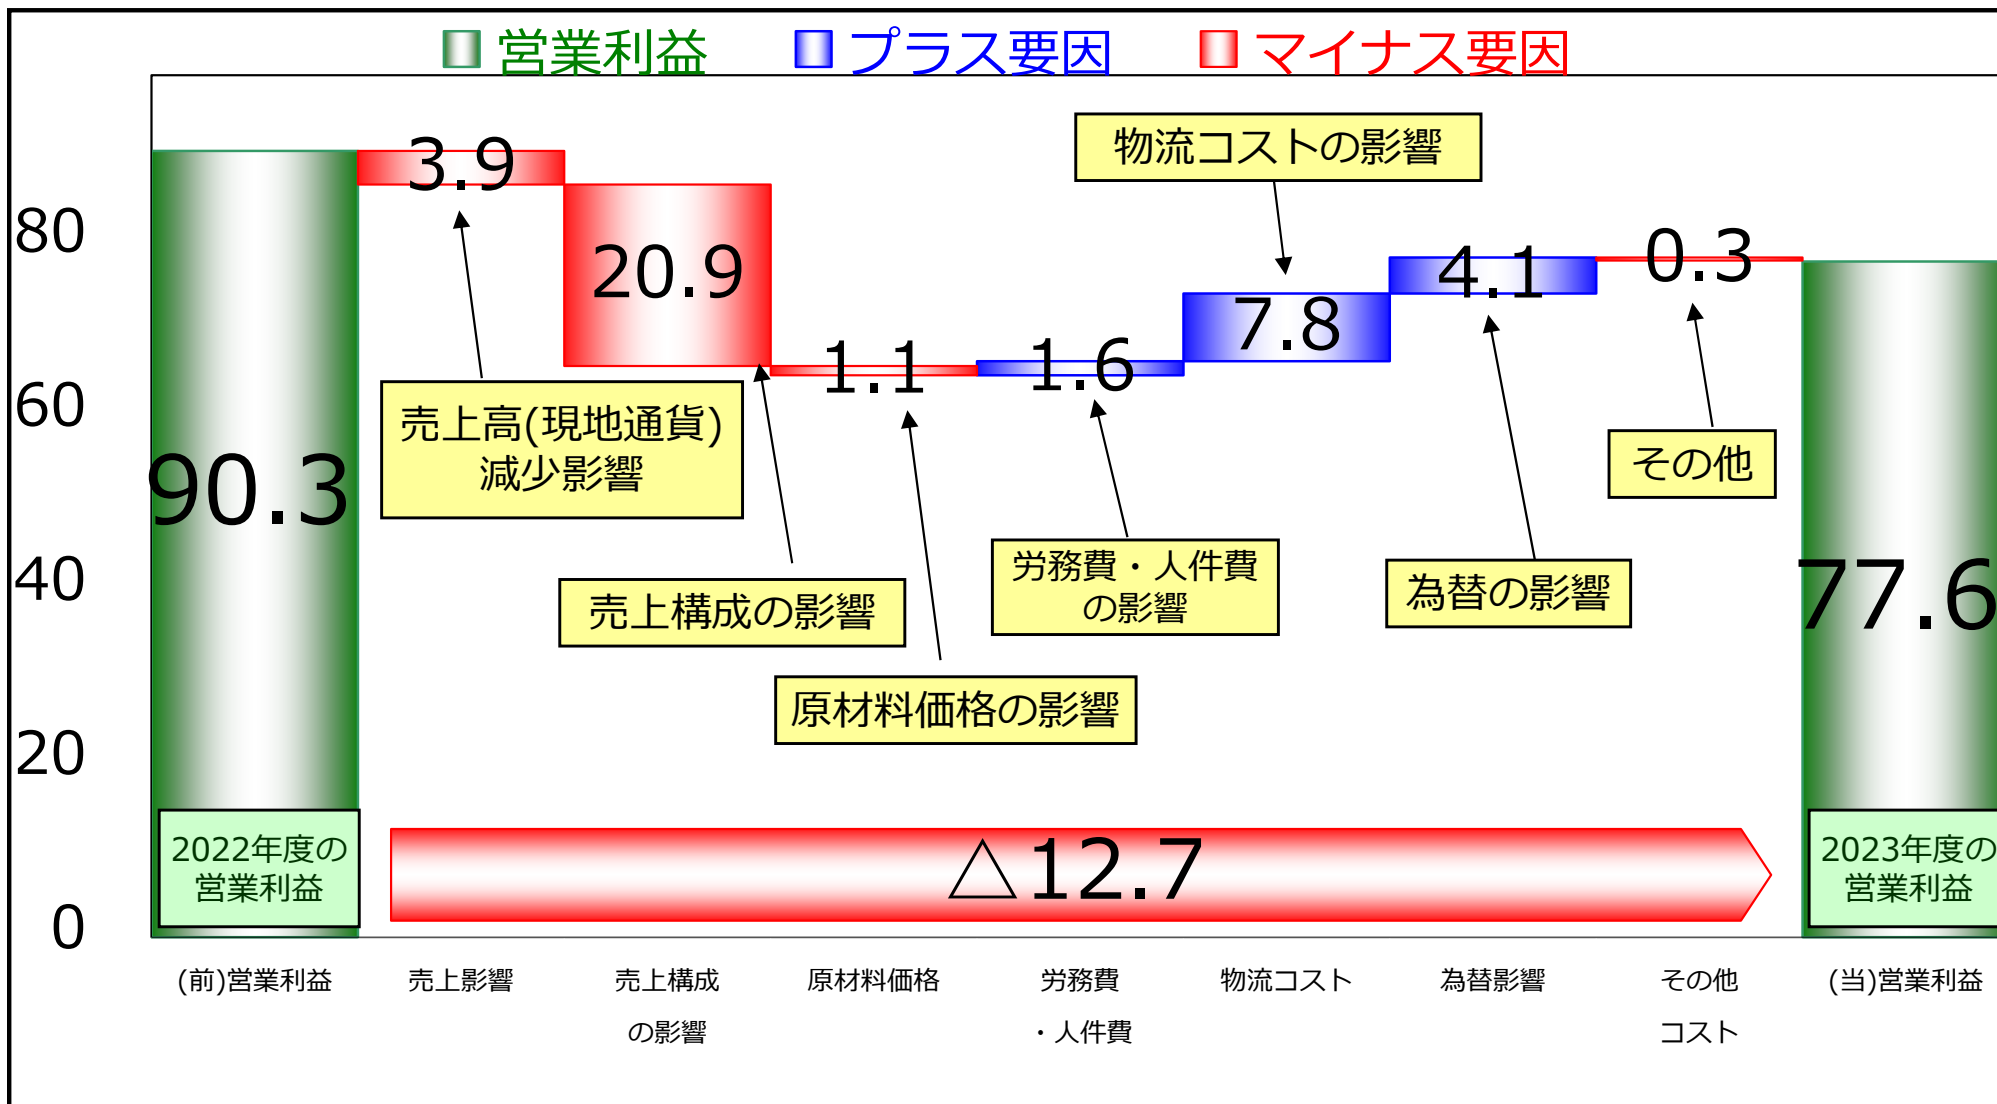 営業利益 プラス要因 マイナス要因
物流コストの影響
3.9
20.9
1.1
1.6
7.8
4.1
0.3
80
60
40
20
0
90.3
売上高(現地通貨)
減少影響
売上構成の影響
原材料価格の影響
労務費・人件費
の影響
為替の影響
その他
77.6
2022年度の
営業利益
△12.7
2023年度の
営業利益
(前)営業利益
売上影響
売上構成
の影響
原材料価格
労務費
・人件費
物流コスト
為替影響
その他
コスト
(当)営業利益